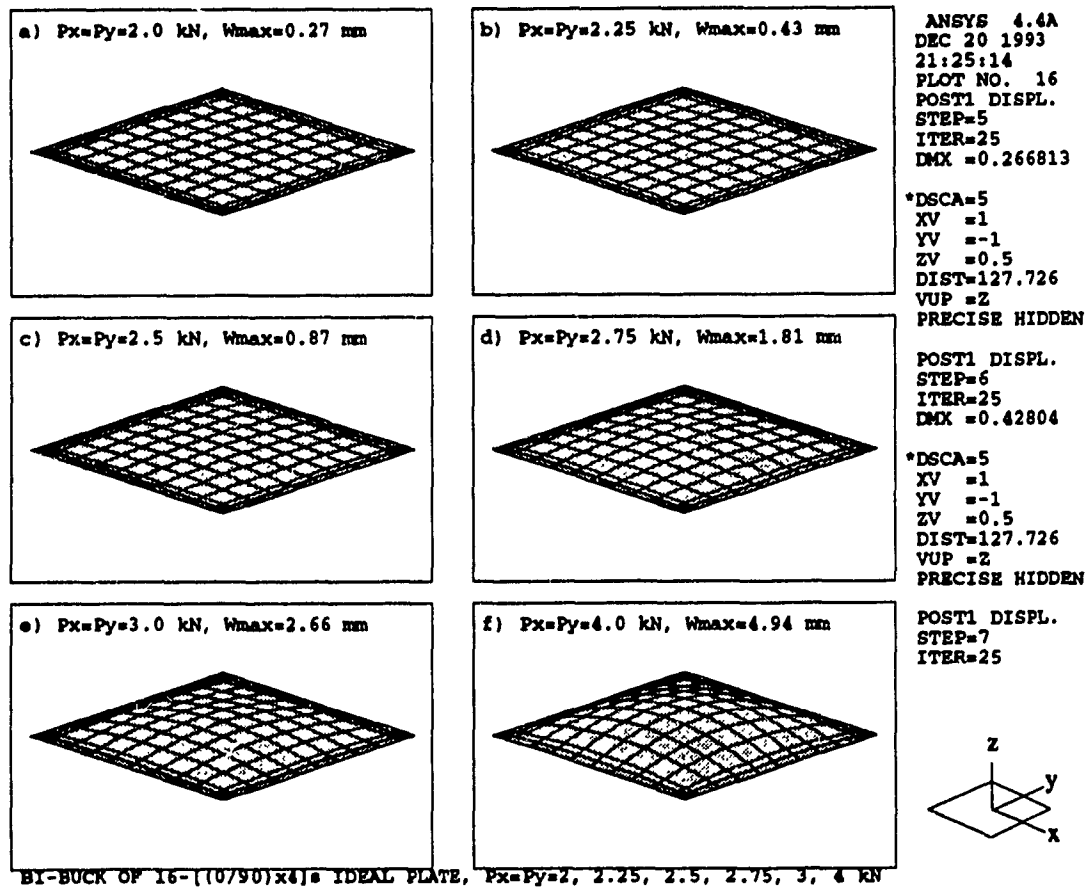 a) Px=Py=2.0 kN, Wmax=0.27 mm
b) Px=Py=2.25 kN, Wmax=0.43 mm
c) Px=Py=2.5 kN, Wmax=0.87 mm
d) Px=Py=2.75 kN, Wmax=1.81 mm
e) Px=Py=3.0 kN, Wmax=2.66 mm
f) Px=Py=4.0 kN, Wmax=4.94 mm
ANSYS 4.4A
DEC 20 1993
21:25:14
PLOT NO. 16
POST1 DISPL.
STEP=5
ITER=25
DMX =0.266813
*DSCA=5
XV =1
YV =-1
ZV =0.5
DIST=127.726
VUP =Z
PRECISE HIDDEN
POST1 DISPL.
STEP=6
ITER=25
DMX =0.42804
*DSCA=5
XV =1
YV =-1
ZV =0.5
DIST=127.726
VUP =Z
PRECISE HIDDEN
POST1 DISPL.
STEP=7
ITER=25
Z
Y
X
BI-BUCK OF 16-[(0/90)x4]s IDEAL PLATE, Px=Py=2, 2.25, 2.5, 2.75, 3, 4 kN